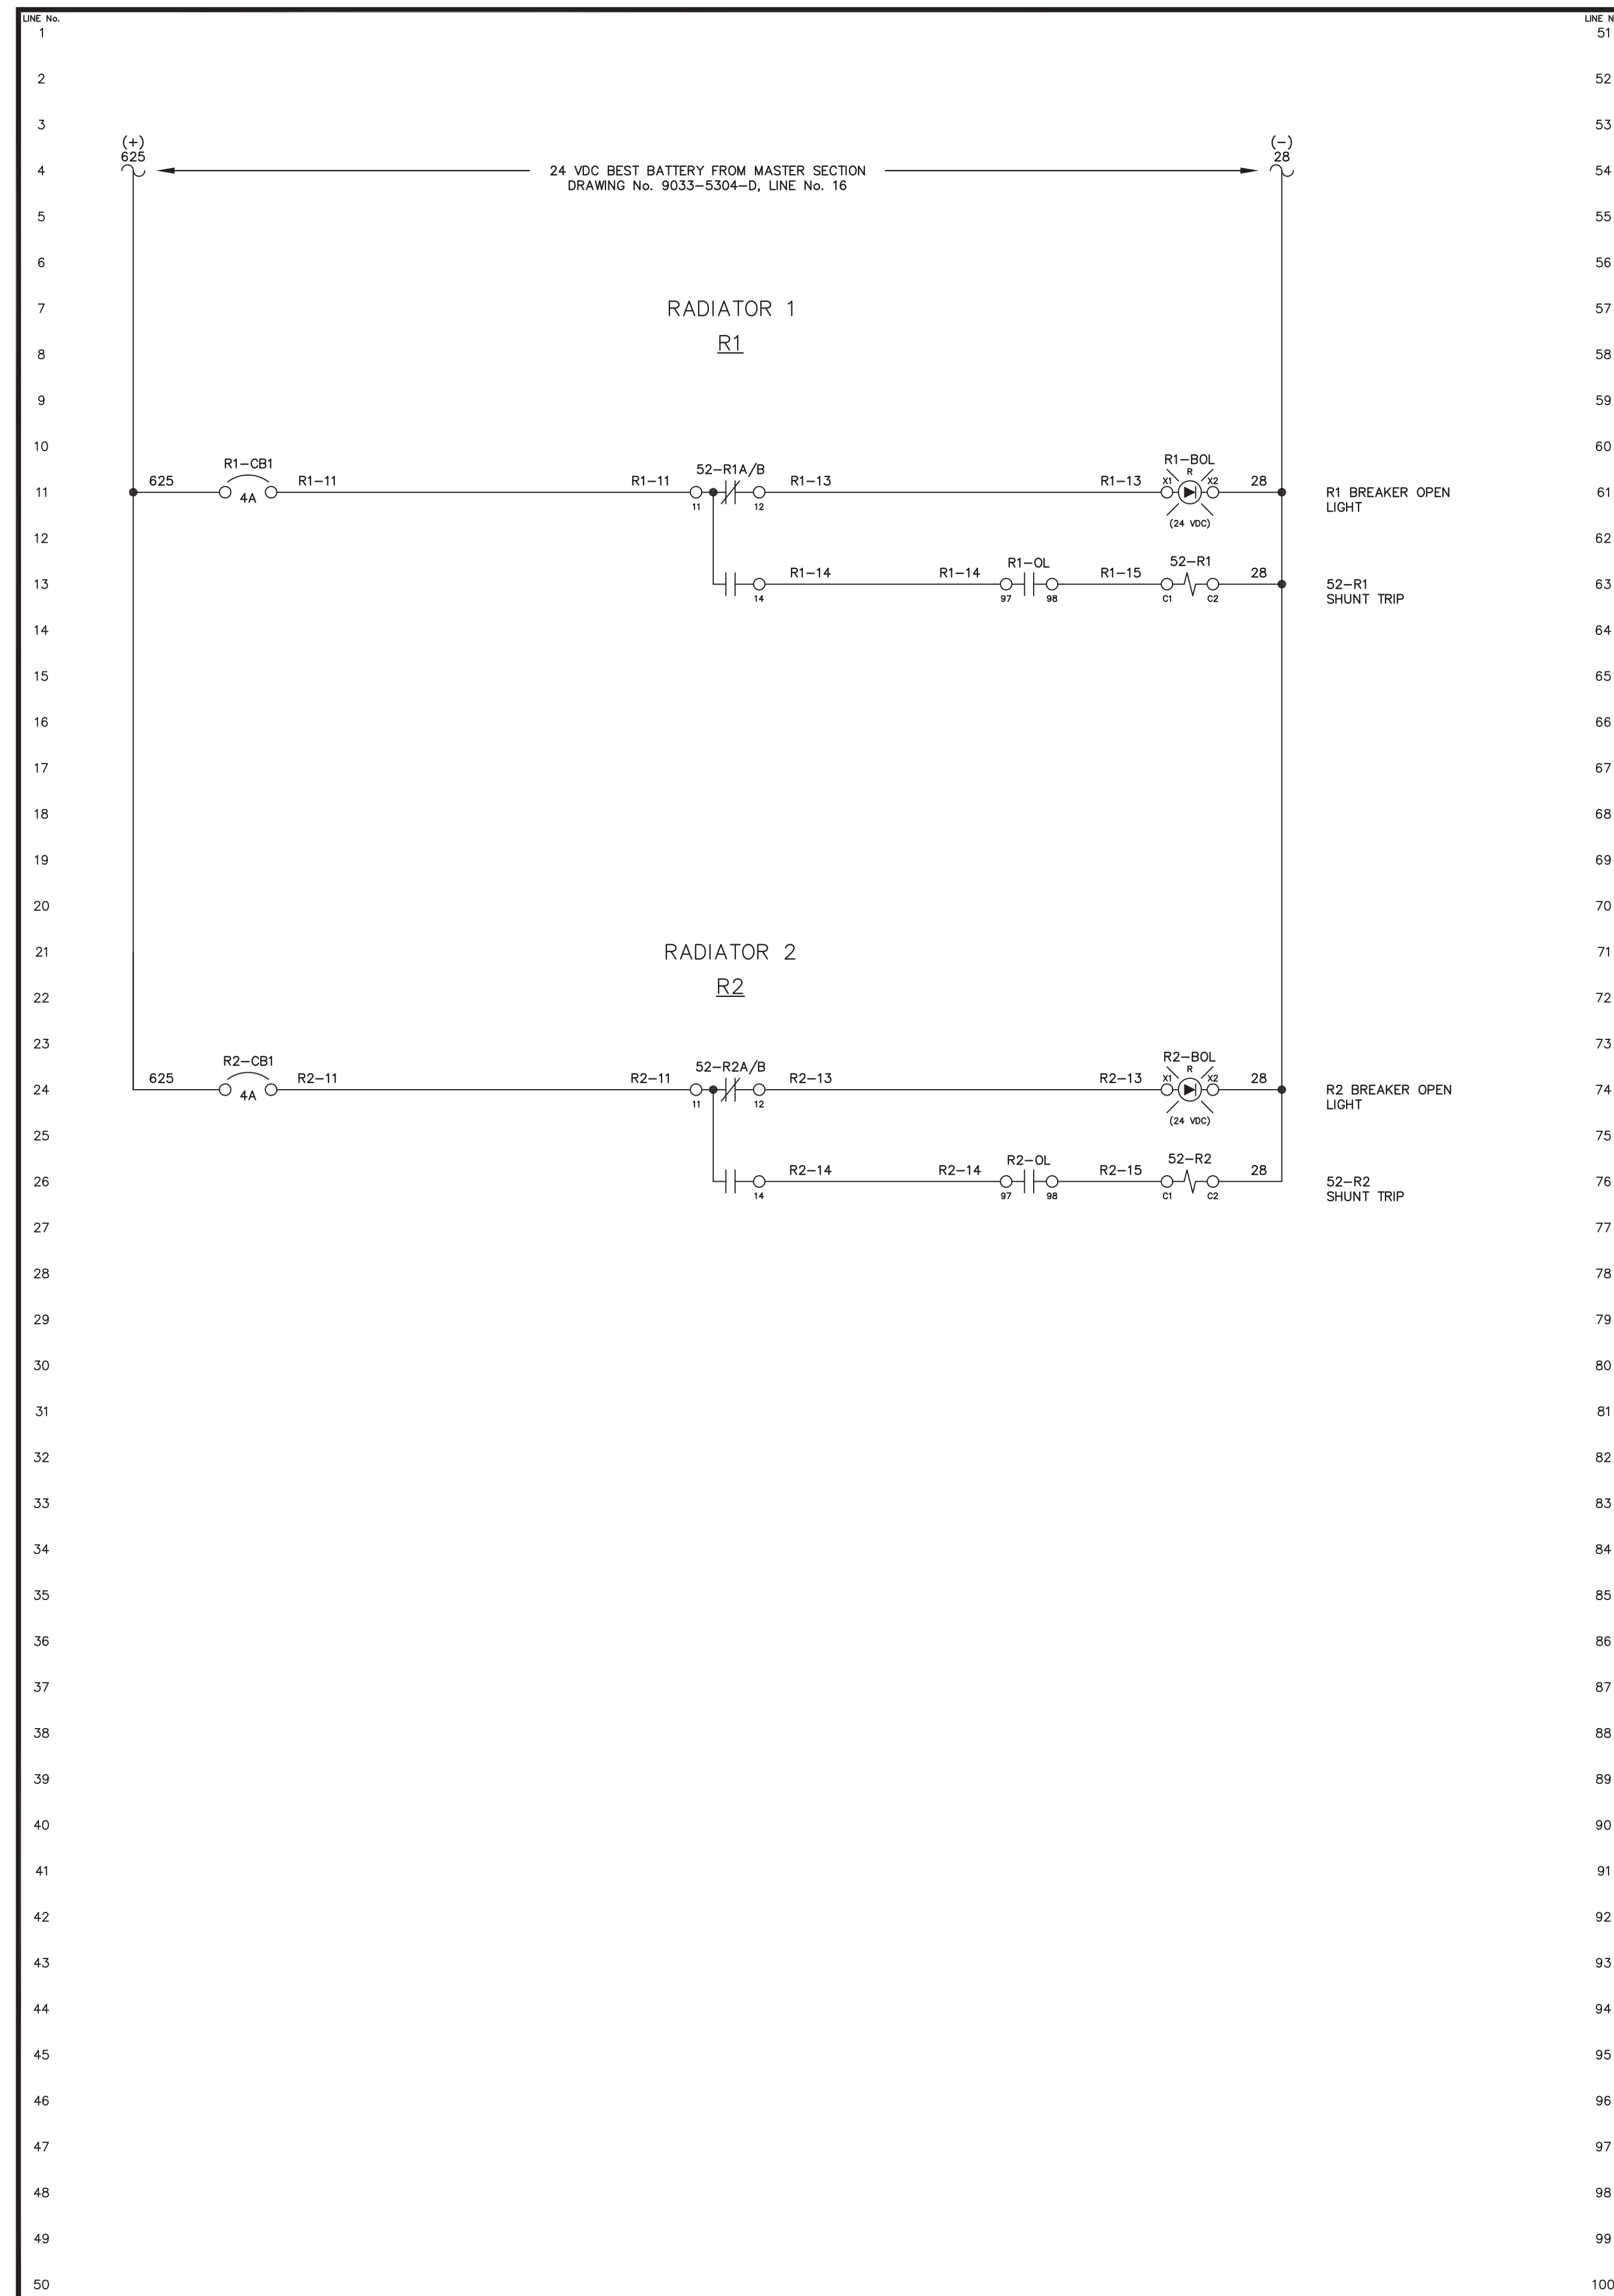 LINE No. LINE N
1 51
2 52
3 53
(+) (−)
625 28
4 24 VDC BEST BATTERY FROM MASTER SECTION 54
DRAWING No. 9033−5304−D, LINE No. 16
5 55
6 56
7 RADIATOR 1 57
R1
8 58
9 59
10 60
R1−CB1 52−R1A/B R1−BOL
R
625 R1−11 R1−11 R1−13 R1−13 X1 X2 28
11 4A 11 12 R1 BREAKER OPEN 61
LIGHT
(24 VDC)
12 62
R1−OL 52−R1
R1−14 R1−14 R1−15 28
13 52−R1 63
14 97 98 C1 C2 SHUNT TRIP
14 64
15 65
16 66
17 67
18 68
19 69
20 70
21 RADIATOR 2 71
R2
22 72
23 73
R2−CB1 52−R2A/B R2−BOL
R
625 R2−11 R2−11 R2−13 R2−13 X1 X2 28
24 4A 11 12 R2 BREAKER OPEN 74
LIGHT
(24 VDC)
25 75
R2−OL 52−R2
R2−14 R2−14 R2−15 28
26 52−R2 76
14 97 98 C1 C2 SHUNT TRIP
27 77
28 78
29 79
30 80
31 81
32 82
33 83
34 84
35 85
36 86
37 87
38 88
39 89
40 90
41 91
42 92
43 93
44 94
45 95
46 96
47 97
48 98
49 99
50 100